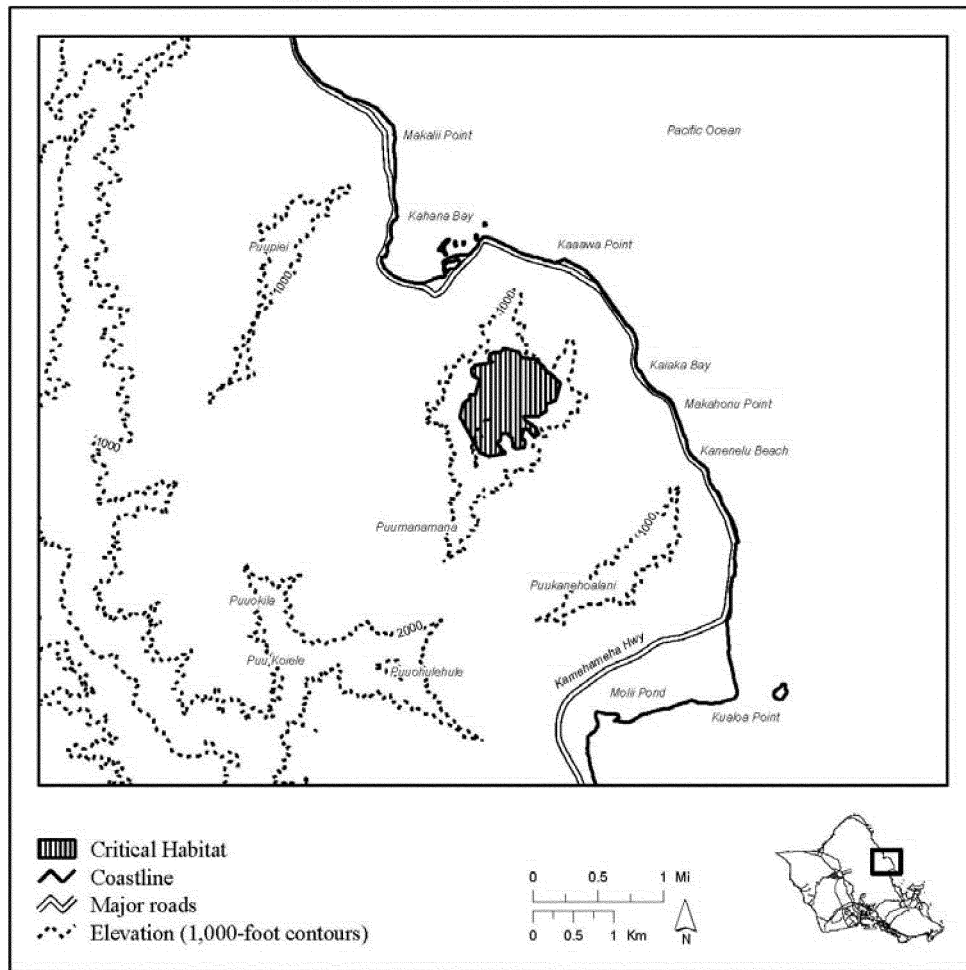 Makalii Point
Pacific Ocean
Kahana Bay
Puupiei
Kaaawa Point
1000
1000
Kaiaka Bay
Makahonu Point
1000
Kanenelu Beach
Puumanamana
1000
Puukanehoalani
Puuokila
2000
Kamehameha Hwy
Puu Koiele
Puuohulehule
Molii Pond
Kualoa Point
Critical Habitat
Coastline
Major roads
Elevation (1,000-foot contours)
0 0.5 1 Mi
0 0.5 1 Km
N